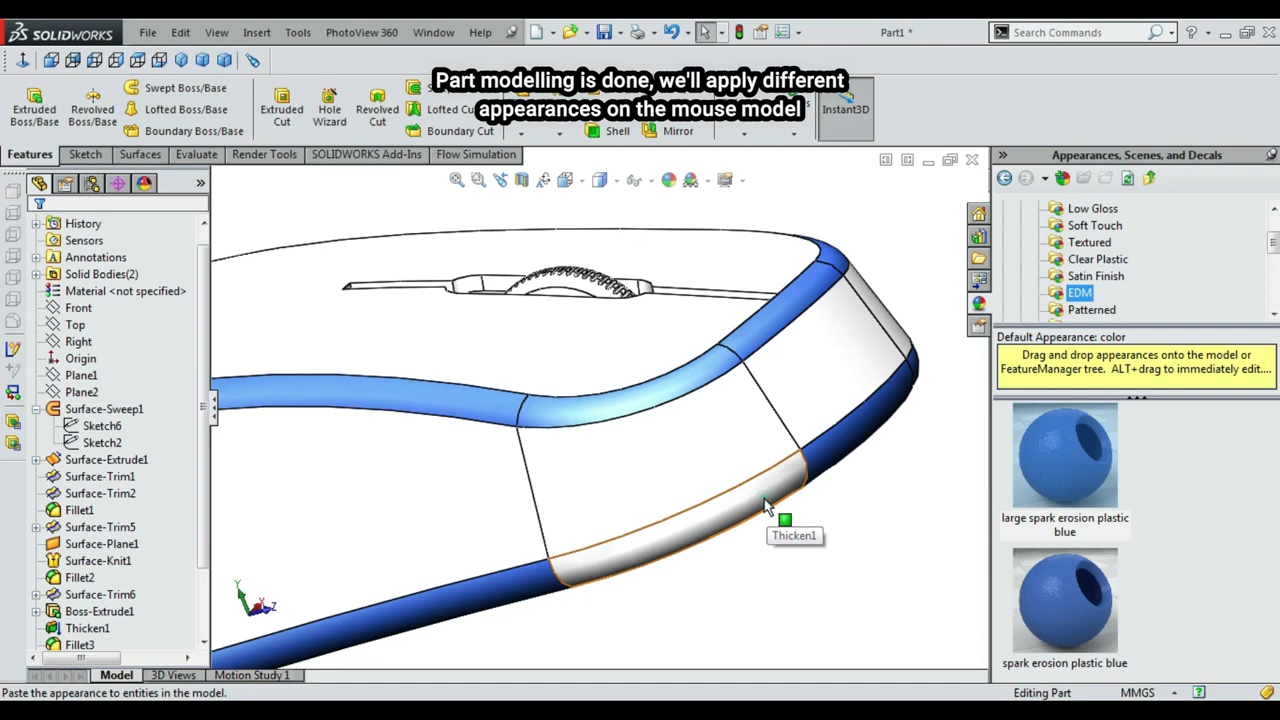 SOLIDWORKS
File
Edit
View
Insert
Tools
PhotoView 360
Window
Help
Part1 *
Search Commands
Part modelling is done, we'll apply different
appearances on the mouse model
Extruded
Boss/Base
Revolved
Boss/Base
Swept Boss/Base
Lofted Boss/Base
Boundary Boss/Base
Extruded
Cut
Hole
Wizard
Revolved
Cut
Lofted Cut
Boundary Cut
Shell
Mirror
Instant3D
Features
Sketch
Surfaces
Evaluate
Render Tools
SOLIDWORKS Add-Ins
Flow Simulation
History
Sensors
Annotations
Solid Bodies(2)
Material <not specified>
Front
Top
Right
Origin
Plane1
Plane2
Surface-Sweep1
Sketch6
Sketch2
Surface-Extrude1
Surface-Trim1
Surface-Trim2
Fillet1
Surface-Trim5
Surface-Plane1
Surface-Knit1
Fillet2
Surface-Trim6
Boss-Extrude1
Thicken1
Fillet3
Thicken1
Y
X
Z
Appearances, Scenes, and Decals
Low Gloss
Soft Touch
Textured
Clear Plastic
Satin Finish
EDM
Patterned
Default Appearance: color
Drag and drop appearances onto the model or
FeatureManager tree. ALT+drag to immediately edit....
large spark erosion plastic
blue
spark erosion plastic blue
Model
3D Views
Motion Study 1
Paste the appearance to entities in the model.
Editing Part
MMGS